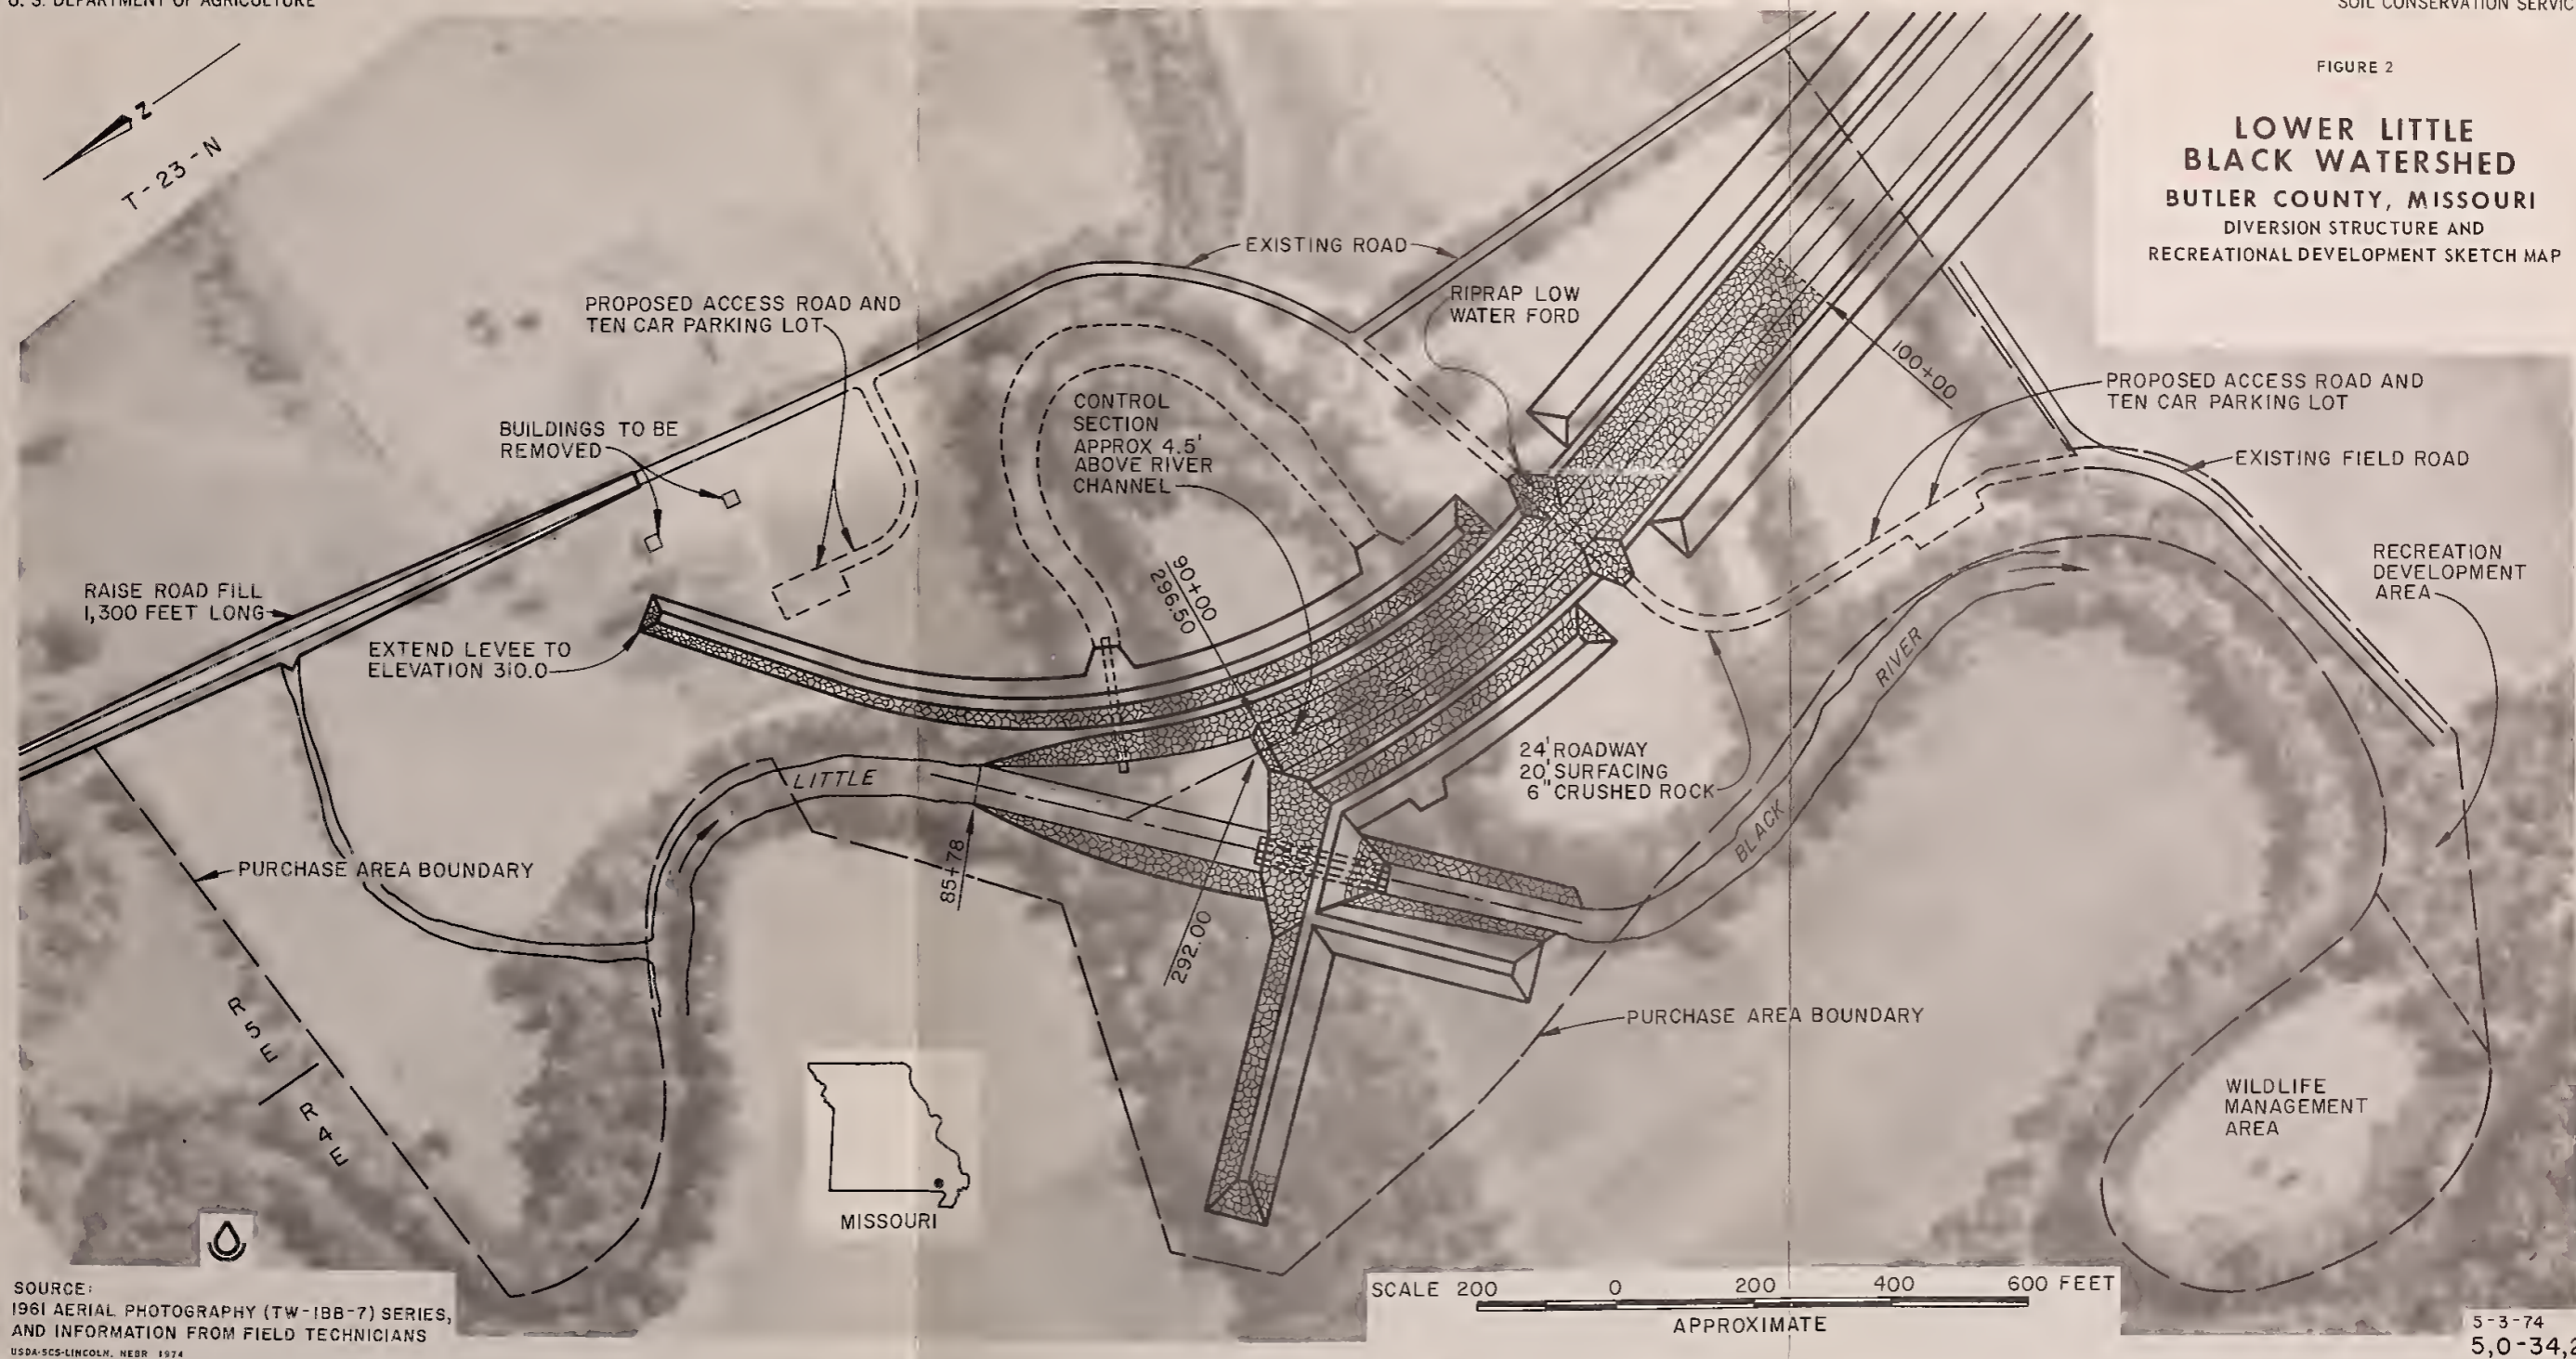 U. S. DEPARTMENT OF AGRICULTURE
SOIL CONSERVATION SERVIC
FIGURE 2
LOWER LITTLE
BLACK WATERSHED
BUTLER COUNTY, MISSOURI
DIVERSION STRUCTURE AND
RECREATIONAL DEVELOPMENT SKETCH MAP
N
T-23-N
EXISTING ROAD
PROPOSED ACCESS ROAD AND
TEN CAR PARKING LOT
RIPRAP LOW
WATER FORD
100+00
PROPOSED ACCESS ROAD AND
TEN CAR PARKING LOT
BUILDINGS TO BE
REMOVED
CONTROL
SECTION
APPROX 4.5'
ABOVE RIVER
CHANNEL
EXISTING FIELD ROAD
RECREATION
DEVELOPMENT
AREA
RAISE ROAD FILL
1,300 FEET LONG
90+00
296.50
EXTEND LEVEE TO
ELEVATION 310.0
RIVER
LITTLE
24' ROADWAY
20' SURFACING
6" CRUSHED ROCK
BLACK
85+78
PURCHASE AREA BOUNDARY
292.00
R5E
R4E
PURCHASE AREA BOUNDARY
WILDLIFE
MANAGEMENT
AREA
MISSOURI
SOURCE:
1961 AERIAL PHOTOGRAPHY (TW-1BB-7) SERIES,
AND INFORMATION FROM FIELD TECHNICIANS
USDA-SCS-LINCOLN, NEBR 1974
SCALE 200 0 200 400 600 FEET
APPROXIMATE
5-3-74
5,0-34,2